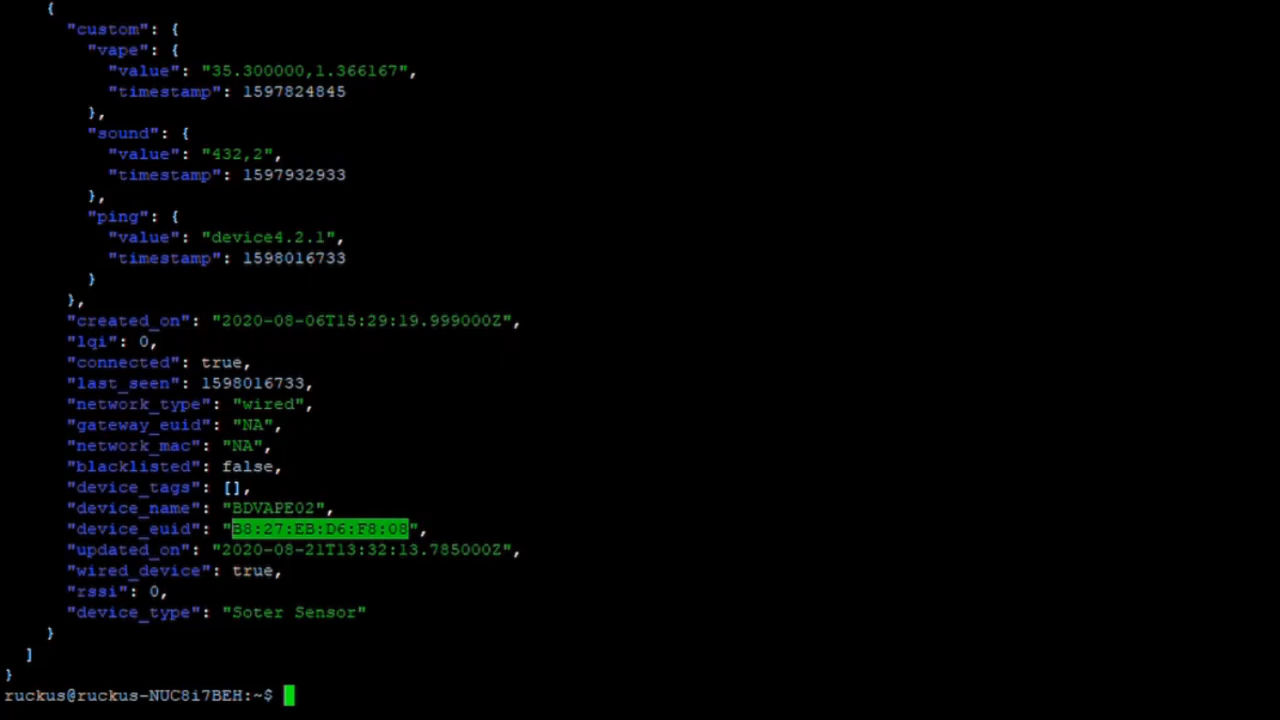 {
"custom": {
"vape": {
"value": "35.300000,1.366167",
"timestamp": 1597824845
},
"sound": {
"value": "432,2",
"timestamp": 1597932933
},
"ping": {
"value": "device4.2.1",
"timestamp": 1598016733
}
},
"created_on": "2020-08-06T15:29:19.999000Z",
"lqi": 0,
"connected": true,
"last_seen": 1598016733,
"network_type": "wired",
"gateway_euid": "NA",
"network_mac": "NA",
"blacklisted": false,
"device_tags": [],
"device_name": "BDVAPE02",
"device_euid": "B8:27:EB:D6:F8:08",
"updated_on": "2020-08-21T13:32:13.785000Z",
"wired_device": true,
"rssi": 0,
"device_type": "Soter Sensor"
}
]
}
ruckus@ruckus-NUC8i7BEH:~$